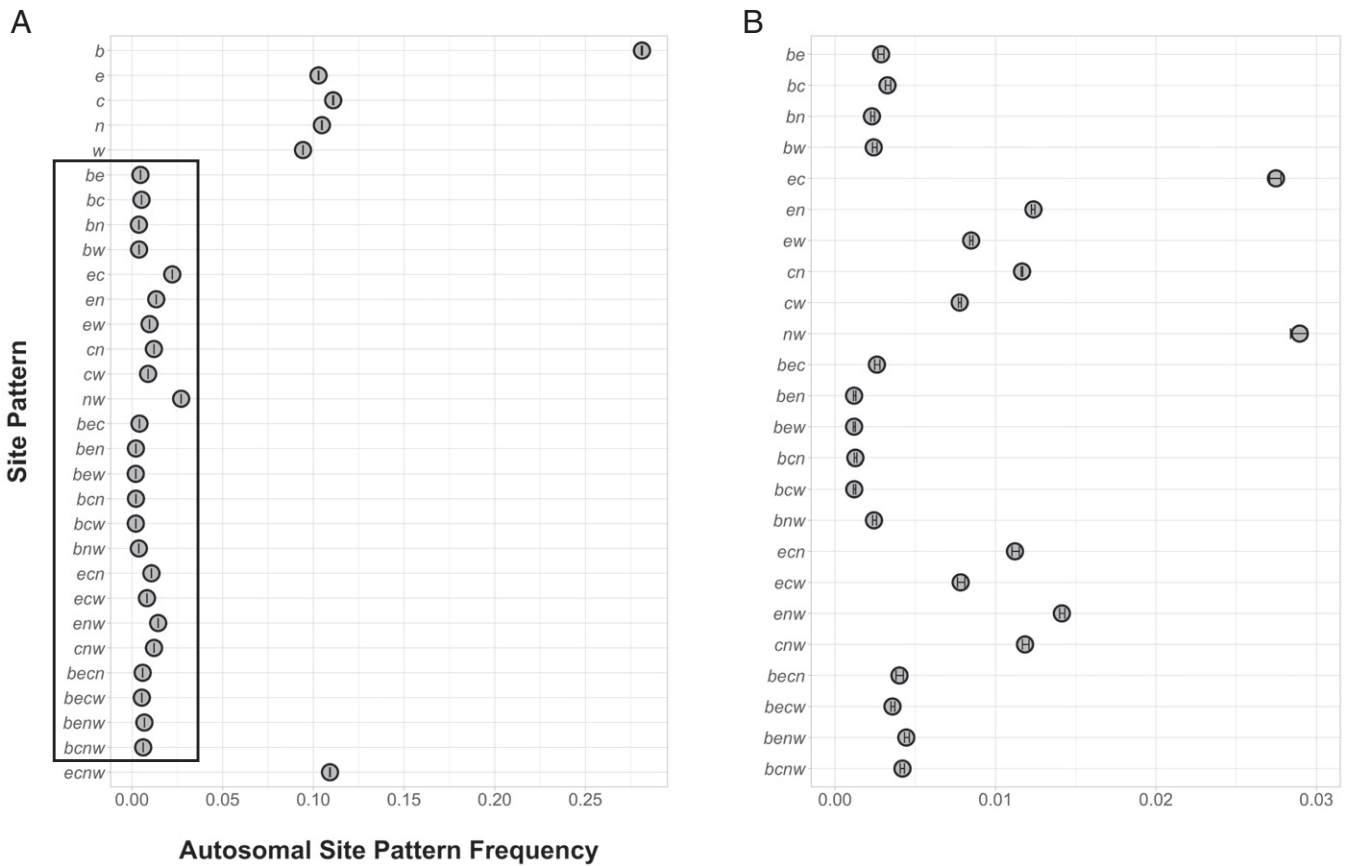 A
B
b
e
c
n
w
be
bc
bn
bw
ec
en
ew
cn
cw
nw
bec
ben
bew
bcn
bcw
bnw
ecn
ecw
enw
cnw
becn
becw
benw
bcnw
ecnw
Site Pattern
0.00 0.05 0.10 0.15 0.20 0.25
Autosomal Site Pattern Frequency
be
bc
bn
bw
ec
en
ew
cn
cw
nw
bec
ben
bew
bcn
bcw
bnw
ecn
ecw
enw
cnw
becn
becw
benw
bcnw
0.00 0.01 0.02 0.03